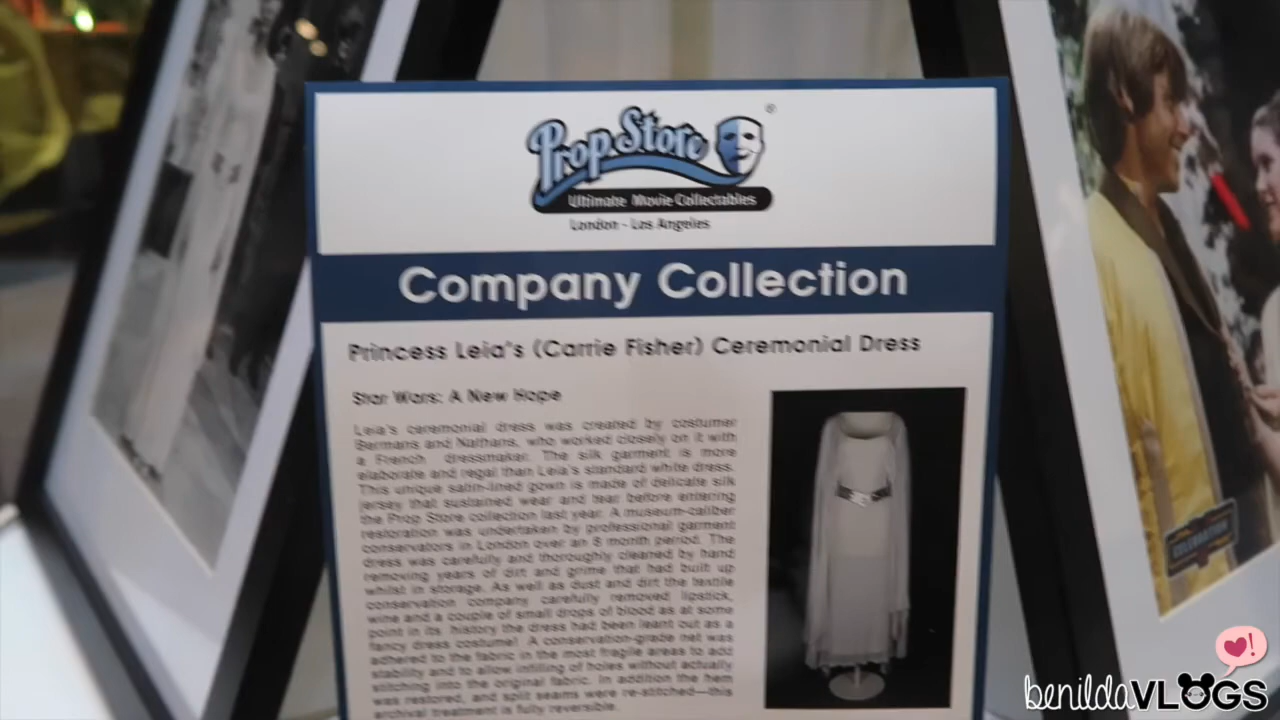 Prop Store ®
Ultimate Movie Collectables
London - Los Angeles
Company Collection
Princess Leia's (Carrie Fisher) Ceremonial Dress
Star Wars: A New Hope
Leia's ceremonial dress was created by costumer
Bermans and Nathans, who worked closely on it with
a French dressmaker. The silk garment is more
elaborate and regal than Leia's standard white dress.
This unique satin-lined gown is made of delicate silk
jersey that sustained wear and tear before entering
the Prop Store collection last year. A museum-caliber
restoration was undertaken by professional garment
conservators in London over an 8 month period. The
dress was carefully and thoroughly cleaned by hand
removing years of dirt and grime that had built up
whilst in storage. As well as dust and dirt the textile
conservation company carefully removed lipstick,
wine and a couple of small drops of blood as at some
point in its history the dress had been leant out as a
fancy dress costume! A conservation-grade net was
adhered to the fabric in the most fragile areas to add
stability and to allow infilling of holes without actually
stitching into the original fabric. In addition the hem
was restored, and split seams were re-stitched—this
archival treatment is fully reversible.
CELEBRATION
benildaVLOGS